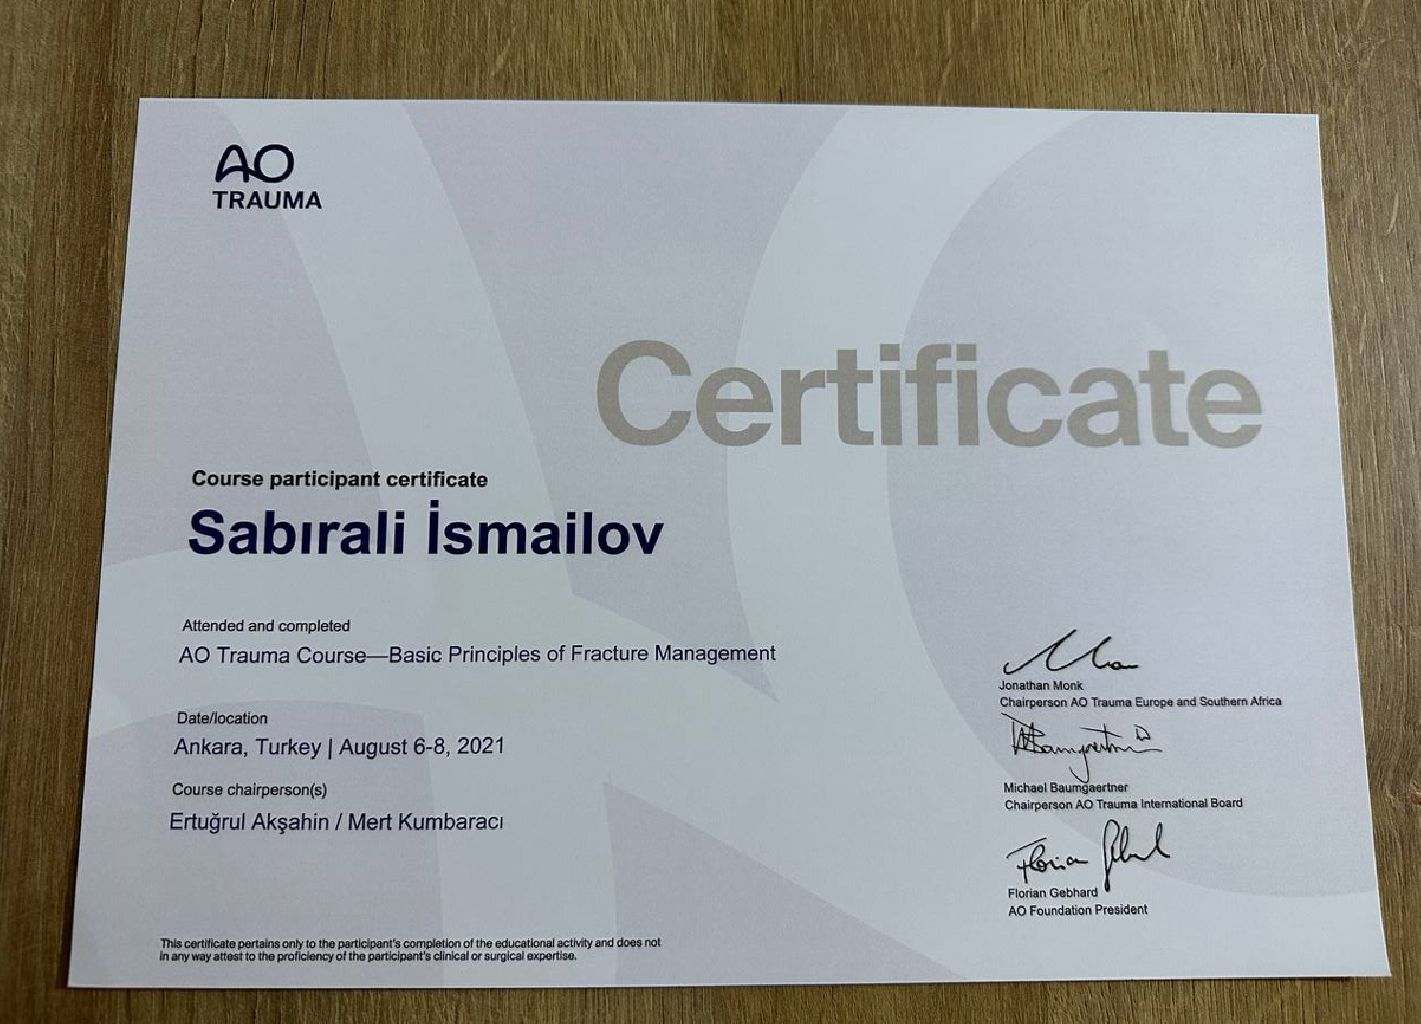 AO
TRAUMA
Certificate
Course participant certificate
Sabırali İsmailov
Attended and completed
AO Trauma Course—Basic Principles of Fracture Management
Date/location
Ankara, Turkey | August 6-8, 2021
Course chairperson(s)
Ertuğrul Akşahin / Mert Kumbaracı
Jonathan Monk
Chairperson AO Trauma Europe and Southern Africa
Michael Baumgaertner
Chairperson AO Trauma International Board
Florian Gebhard
AO Foundation President
This certificate pertains only to the participant's completion of the educational activity and does not
in any way attest to the proficiency of the participant's clinical or surgical expertise.